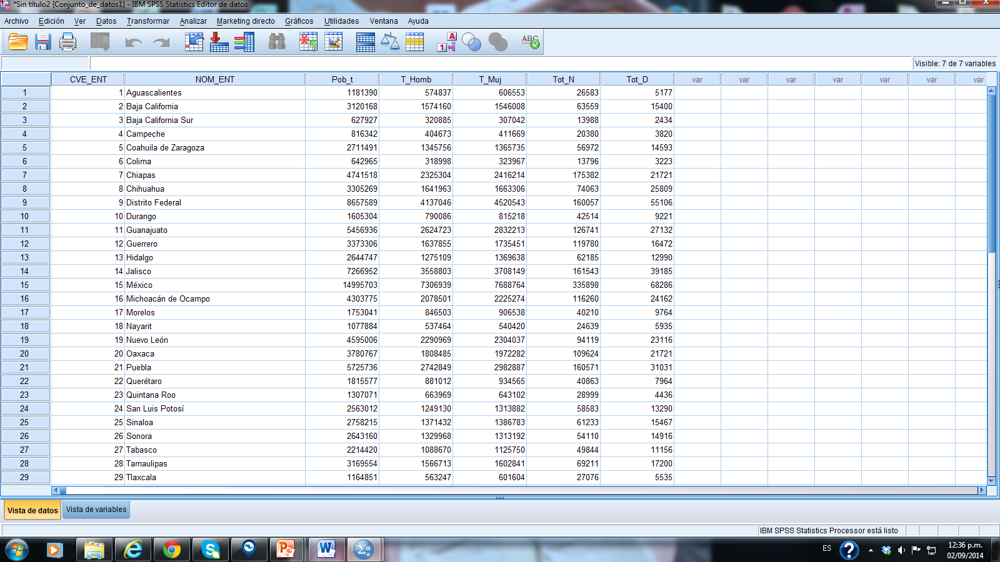 *Sin título2 [Conjunto_de_datos1] - IBM SPSS Statistics Editor de datos
Archivo Edición Ver Datos Transformar Analizar Marketing directo Gráficos Utilidades Ventana Ayuda
1 A ABC
Visible: 7 de 7 variables
CVE_ENT NOM_ENT Pob_t T_Homb T_Muj Tot_N Tot_D var var var var var var var
1 1 Aguascalientes 1181390 574837 606553 26583 5177
2 2 Baja California 3120168 1574160 1546008 63559 15400
3 3 Baja California Sur 627927 320885 307042 13988 2434
4 4 Campeche 816342 404673 411669 20380 3820
5 5 Coahuila de Zaragoza 2711491 1345756 1365735 56972 14593
6 6 Colima 642965 318998 323967 13796 3223
7 7 Chiapas 4741518 2325304 2416214 175382 21721
8 8 Chihuahua 3305269 1641963 1663306 74063 25809
9 9 Distrito Federal 8657589 4137046 4520543 160057 55106
10 10 Durango 1605304 790086 815218 42514 9221
11 11 Guanajuato 5456936 2624723 2832213 126741 27132
12 12 Guerrero 3373306 1637855 1735451 119780 16472
13 13 Hidalgo 2644747 1275109 1369638 62185 12990
14 14 Jalisco 7266952 3558803 3708149 161543 39185
15 15 México 14995703 7306939 7688764 335898 68286
16 16 Michoacán de Ocampo 4303775 2078501 2225274 116260 24162
17 17 Morelos 1753041 846503 906538 40210 9764
18 18 Nayarit 1077884 537464 540420 24639 5935
19 19 Nuevo León 4595006 2290969 2304037 94119 23116
20 20 Oaxaca 3780767 1808485 1972282 109624 21721
21 21 Puebla 5725736 2742849 2982887 160571 31031
22 22 Querétaro 1815577 881012 934565 40863 7964
23 23 Quintana Roo 1307071 663969 643102 28999 4436
24 24 San Luis Potosí 2563012 1249130 1313882 58583 13290
25 25 Sinaloa 2758215 1371432 1386783 61233 15467
26 26 Sonora 2643160 1329968 1313192 54110 14916
27 27 Tabasco 2214420 1088670 1125750 49844 11156
28 28 Tamaulipas 3169554 1566713 1602841 69211 17200
29 29 Tlaxcala 1164851 563247 601604 27076 5535
Vista de datos Vista de variables
IBM SPSS Statistics Processor está listo
ES 12:36 p.m.
02/09/2014